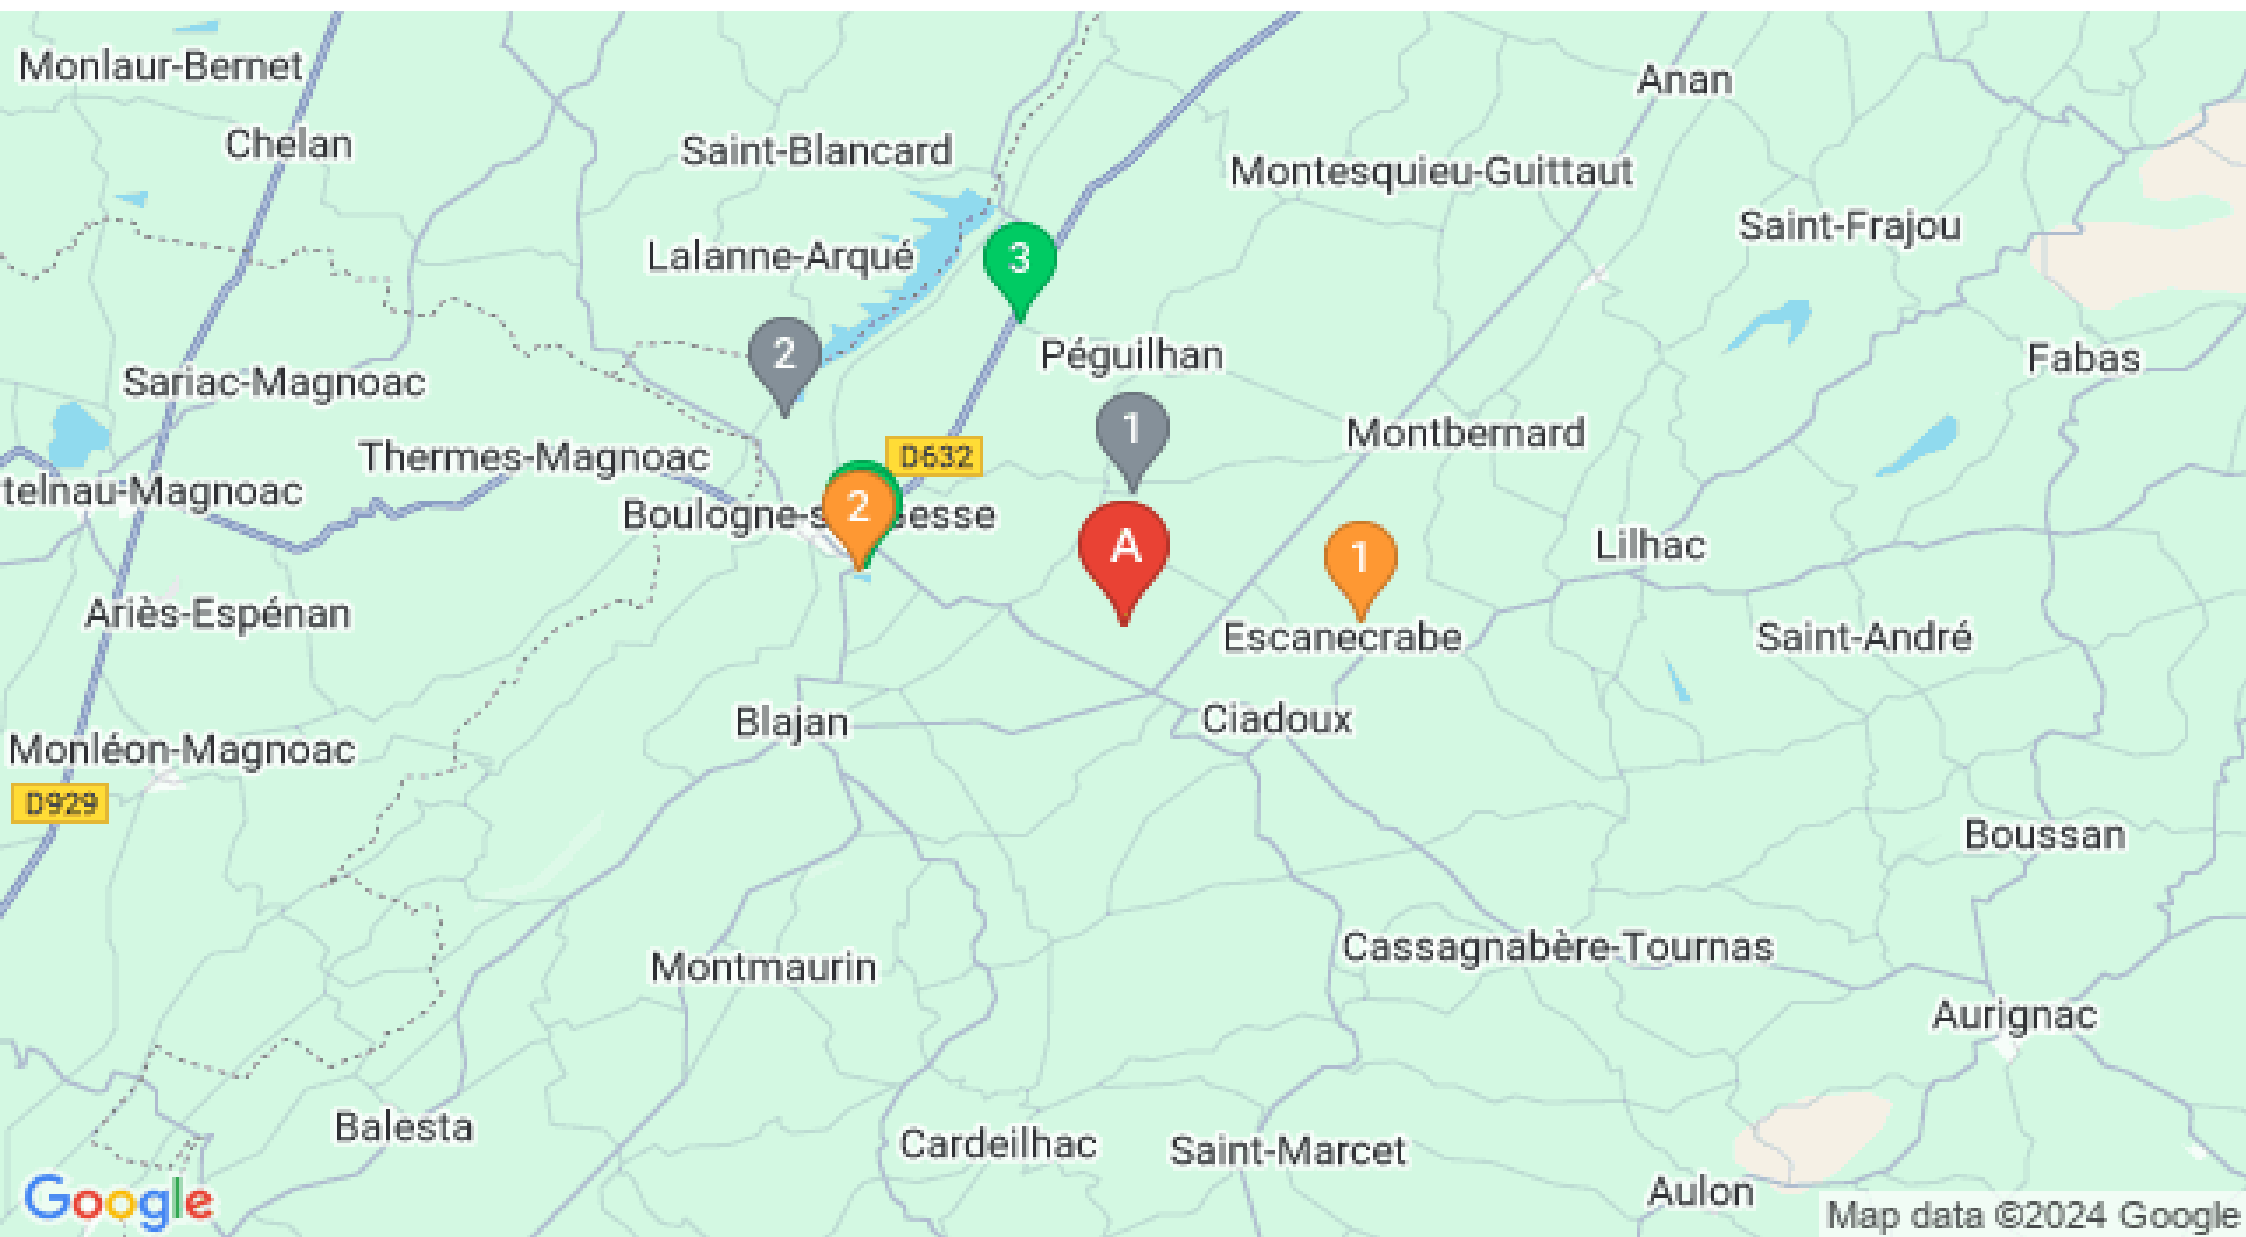 Monlaur-Bernet
Anan
Chélan
Saint-Blancard
Montesquieu-Guittaut
Saint-Frajou
Lalanne-Arqué
3
2
Péguilhan
Fabas
Sariac-Magnoac
1
Montbernard
Thermes-Magnoac
D632
telnau-Magnoac
2
Boulogne-s esse
A
1
Lilhac
Ariès-Espénan
Escanecrabe
Saint-André
Blajan
Ciadoux
Monléon-Magnoac
D929
Boussan
Cassagnabère-Tournas
Montmaurin
Aurignac
Balesta
Cardeilhac
Saint-Marcet
Aulon
Google
Map data ©2024 Google